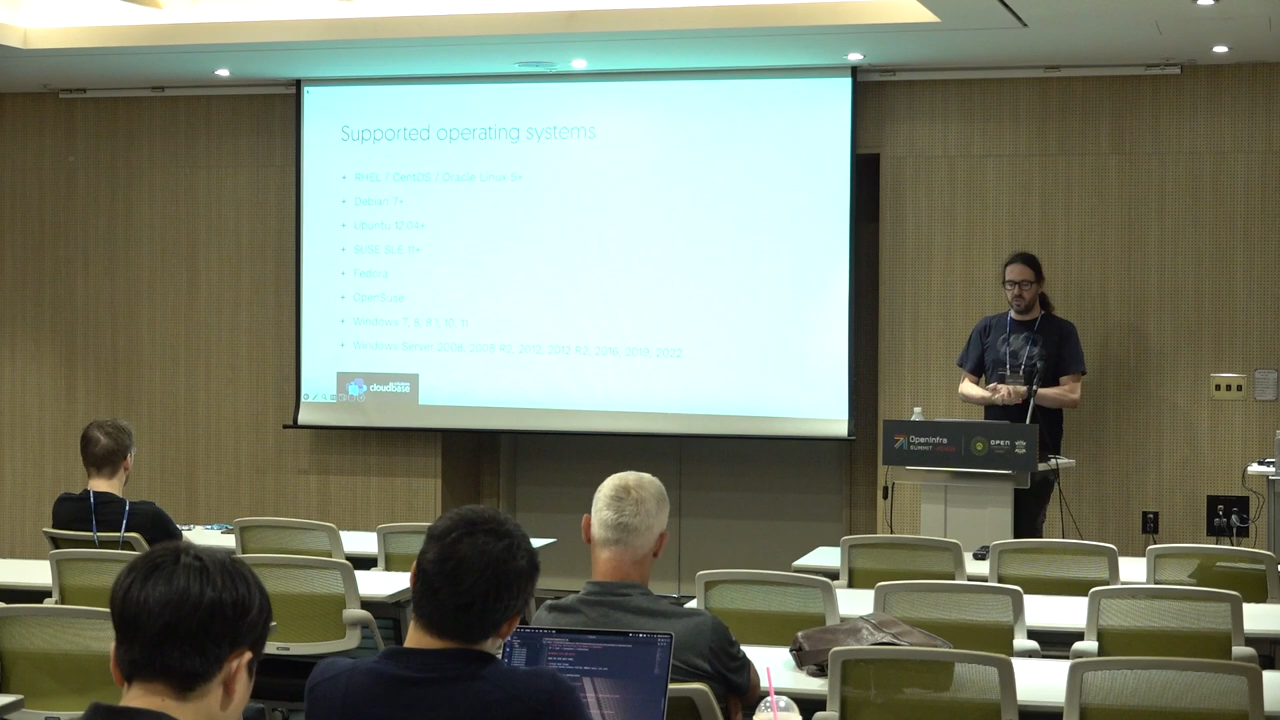 Supported operating systems
+ RHEL / CentOS / Oracle Linux 5+
+ Debian 7+
+ Ubuntu 12.04+
+ SUSE SLE 11+
+ Fedora
+ OpenSuse
+ Windows 7, 8, 8.1, 10, 11
+ Windows Server 2008, 2008 R2, 2012, 2012 R2, 2016, 2019, 2022
cloudbase
solutions
OpenInfra
SUMMIT
OPEN